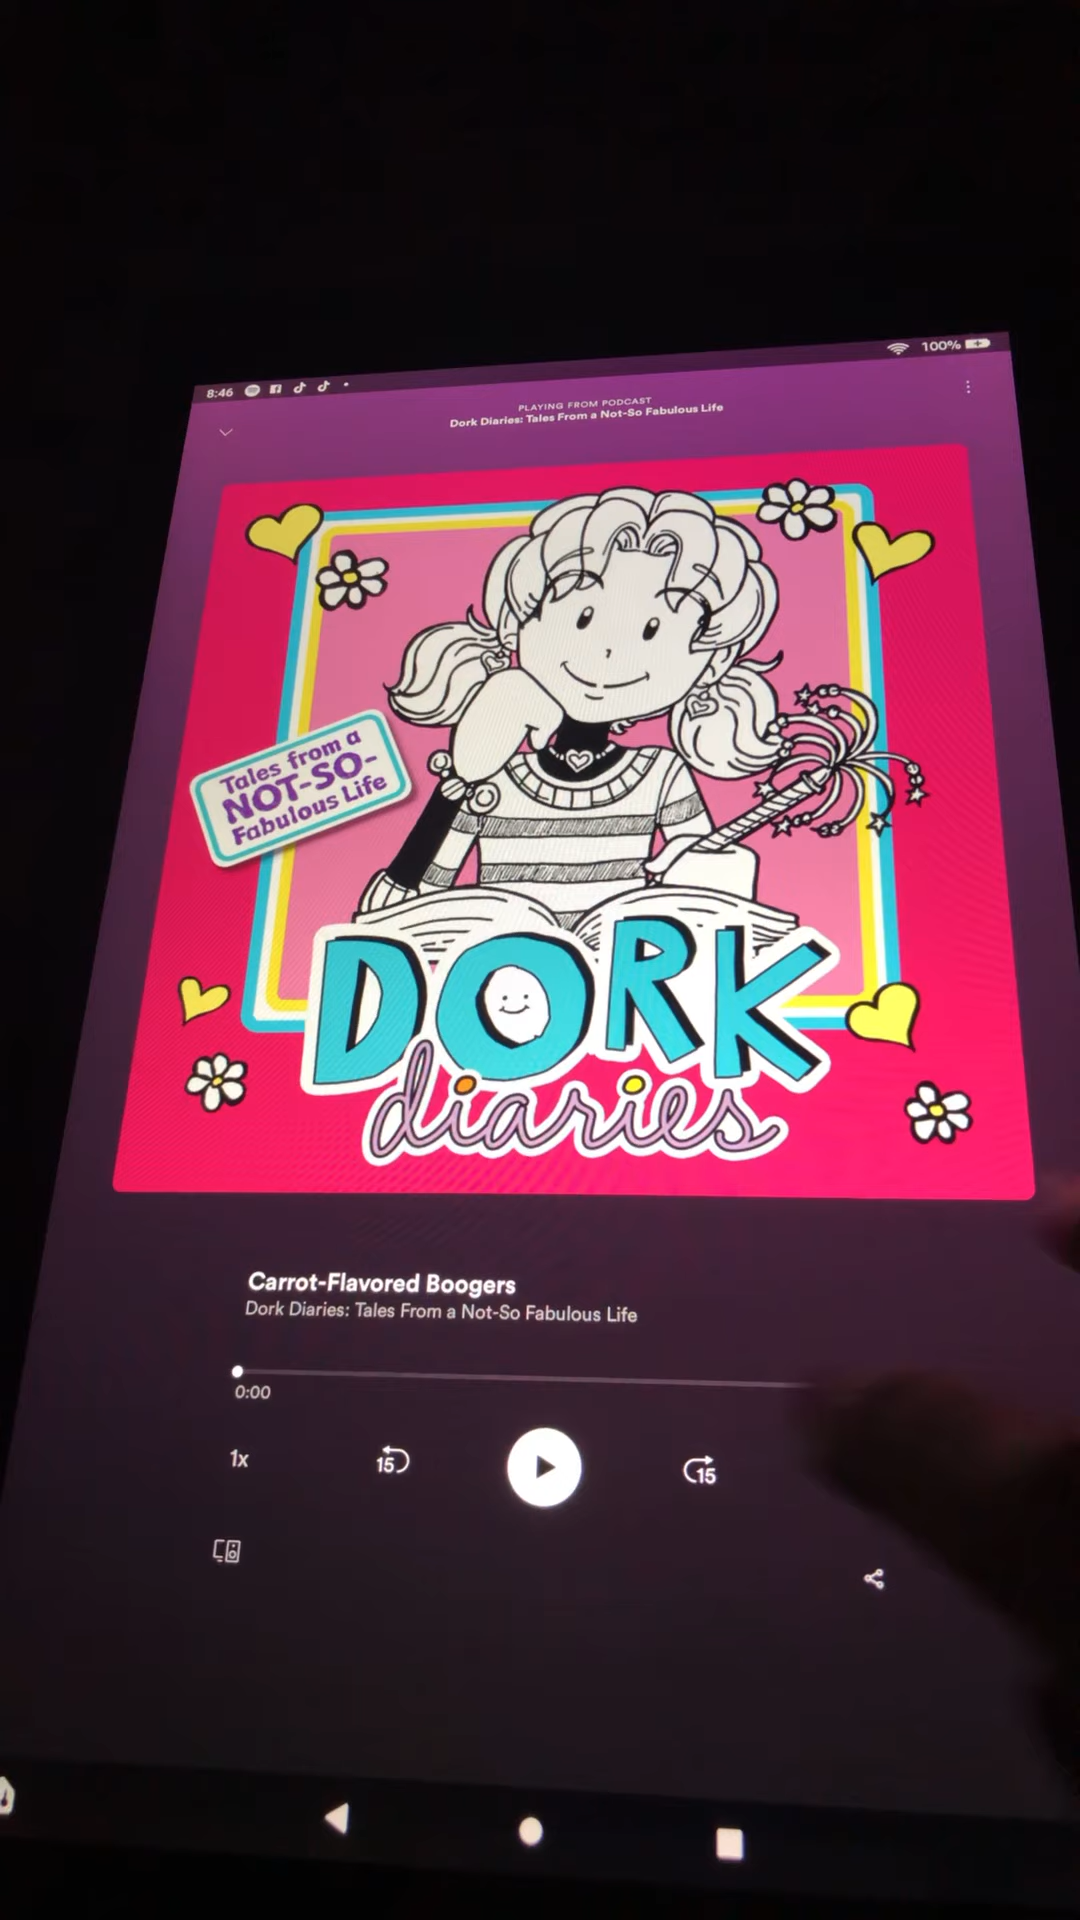 8:46
100%
PLAYING FROM PODCAST
Dork Diaries: Tales From a Not-So Fabulous Life
Tales from a
NOT-SO-
Fabulous Life
DORK
diaries
Carrot-Flavored Boogers
Dork Diaries: Tales From a Not-So Fabulous Life
0:00
1x
15
15